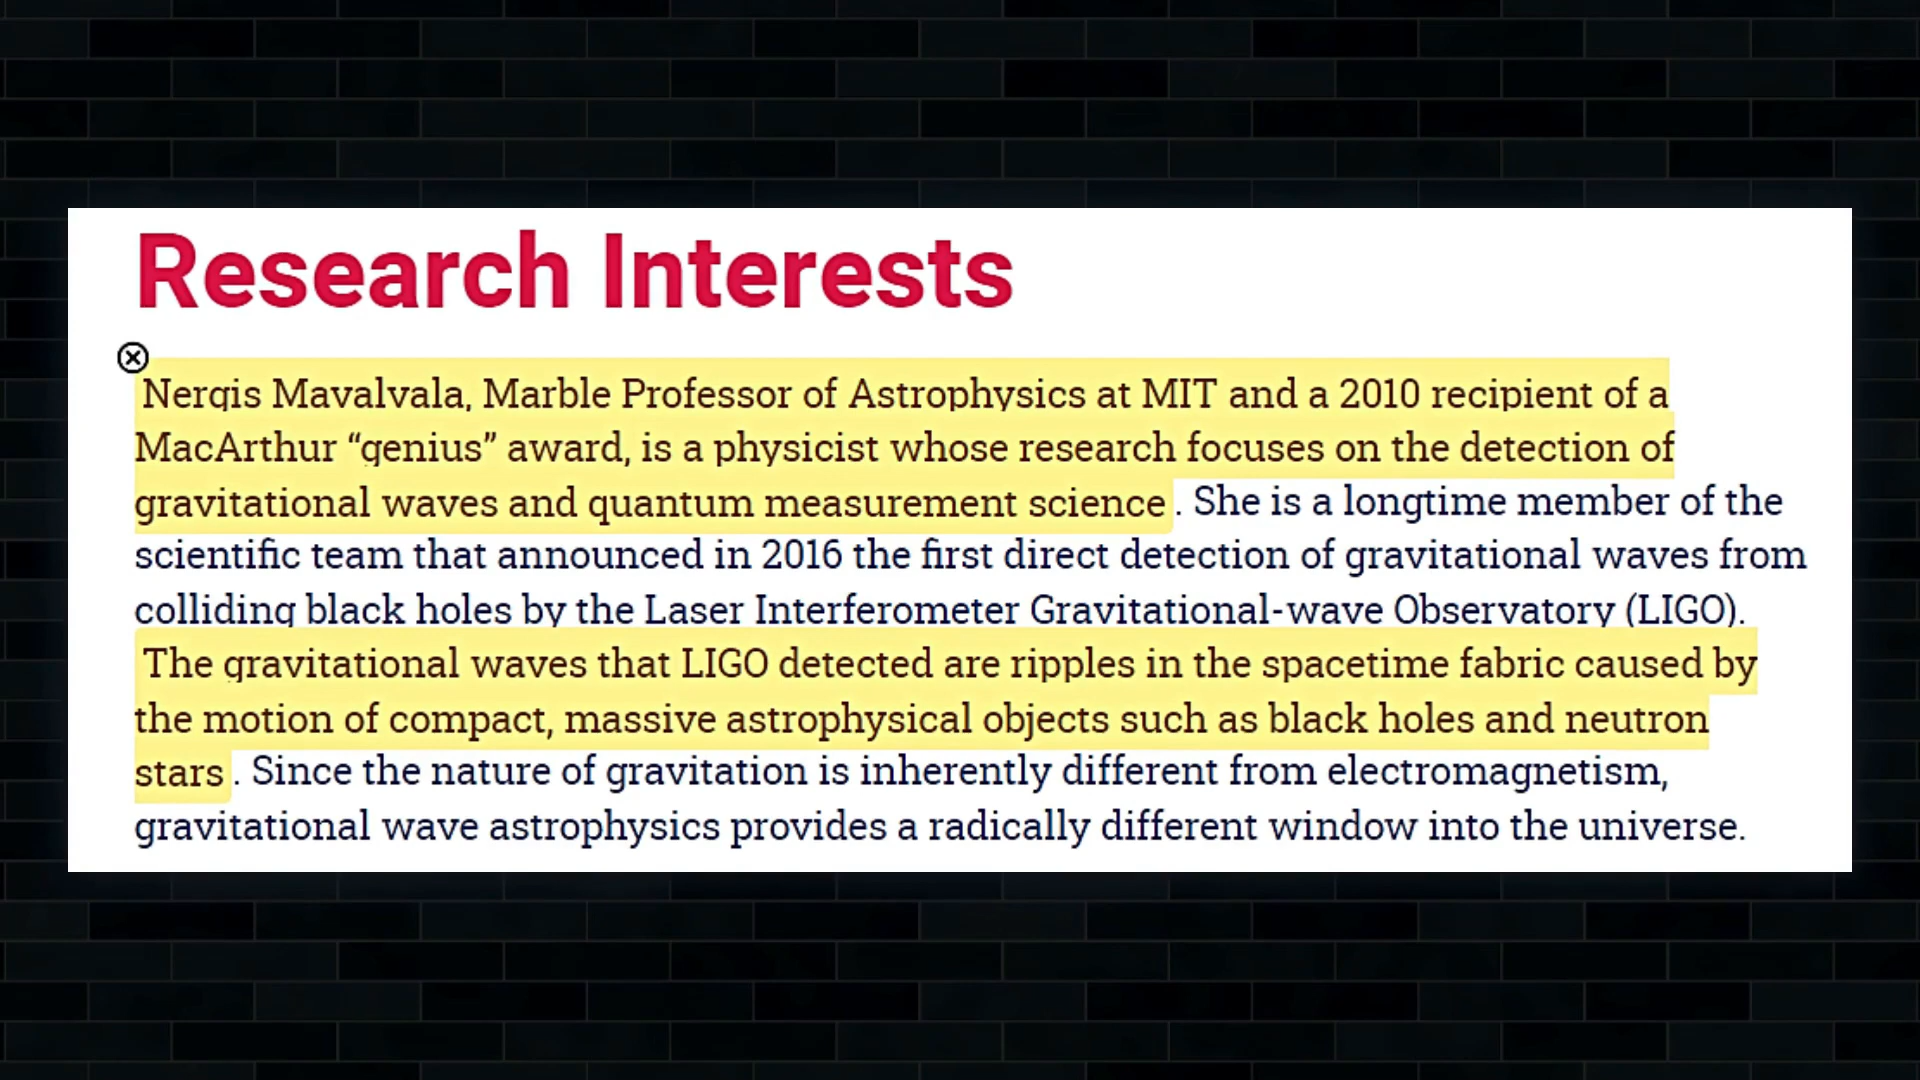 Research Interests
Nergis Mavalvala, Marble Professor of Astrophysics at MIT and a 2010 recipient of a
MacArthur “genius” award, is a physicist whose research focuses on the detection of
gravitational waves and quantum measurement science . She is a longtime member of the
scientific team that announced in 2016 the first direct detection of gravitational waves from
colliding black holes by the Laser Interferometer Gravitational-wave Observatory (LIGO).
The gravitational waves that LIGO detected are ripples in the spacetime fabric caused by
the motion of compact, massive astrophysical objects such as black holes and neutron
stars . Since the nature of gravitation is inherently different from electromagnetism,
gravitational wave astrophysics provides a radically different window into the universe.